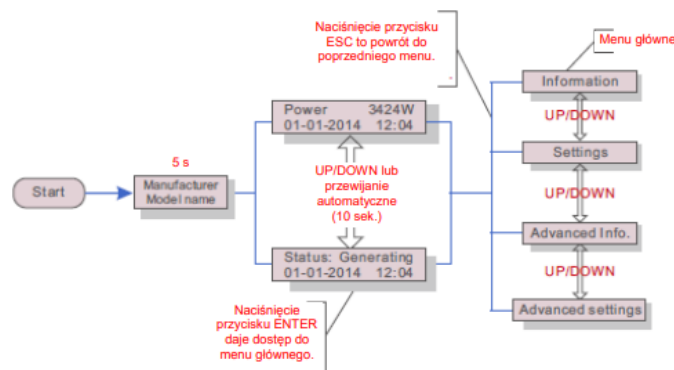 Naciśnięcie przycisku
ESC to powrót do
poprzedniego menu.
.
Menu główne
Information
UP/DOWN
Settings
UP/DOWN
Advanced Info.
UP/DOWN
Advanced settings
Power 3424W
01-01-2014 12:04
5 s
UP/DOWN lub
przewijanie
automatyczne
(10 sek.)
Start
Manufacturer
Model name
Status: Generating
01-01-2014 12:04
Naciśnięcie
przycisku ENTER
daje dostęp do
menu głównego.